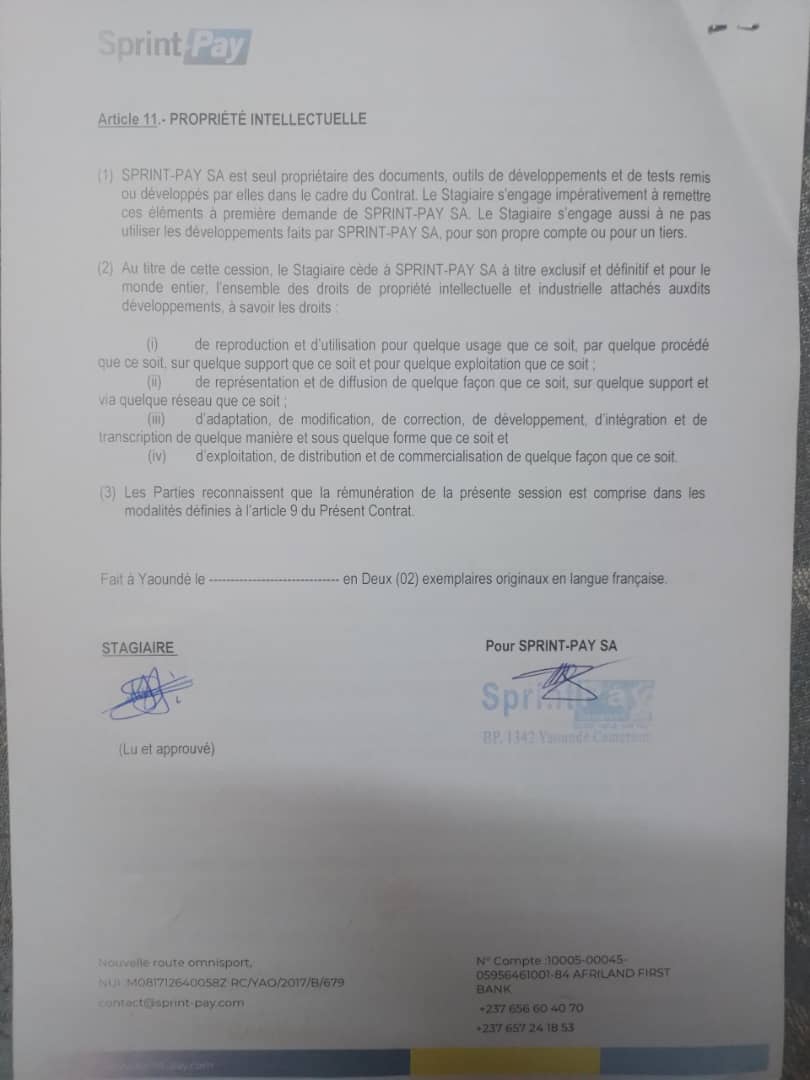 Sprint Pay
Article 11.- PROPRIÉTÉ INTELLECTUELLE
(1) SPRINT-PAY SA est seul propriétaire des documents, outils de développements et de tests remis
ou développés par elles dans le cadre du Contrat. Le Stagiaire s'engage impérativement à remettre
ces éléments à première demande de SPRINT-PAY SA. Le Stagiaire s'engage aussi à ne pas
utiliser les développements faits par SPRINT-PAY SA, pour son propre compte ou pour un tiers.
(2) Au titre de cette cession, le Stagiaire cède à SPRINT-PAY SA à titre exclusif et définitif et pour le
monde entier, l'ensemble des droits de propriété intellectuelle et industrielle attachés auxdits
développements, à savoir les droits :
(i) de reproduction et d'utilisation pour quelque usage que ce soit, par quelque procédé
que ce soit, sur quelque support que ce soit et pour quelque exploitation que ce soit ;
(ii) de représentation et de diffusion de quelque façon que ce soit, sur quelque support et
via quelque réseau que ce soit ;
(iii) d'adaptation, de modification, de correction, de développement, d'intégration et de
transcription de quelque manière et sous quelque forme que ce soit et
(iv) d'exploitation, de distribution et de commercialisation de quelque façon que ce soit.
(3) Les Parties reconnaissent que la rémunération de la présente session est comprise dans les
modalités définies à l'article 9 du Présent Contrat.
Fait à Yaoundé le ------------------------------ en Deux (02) exemplaires originaux en langue française.
STAGIAIRE
Pour SPRINT-PAY SA
Sprint Pay
BP. 1342 Yaoundé Cameroun
(Lu et approuvé)
Nouvelle route omnisport,
NUI :M081712640058Z RC/YAO/2017/B/679
contact@sprint-pay.com
N° Compte :10005-00045-
05956461001-84 AFRILAND FIRST
BANK
+237 656 60 40 70
+237 657 24 18 53